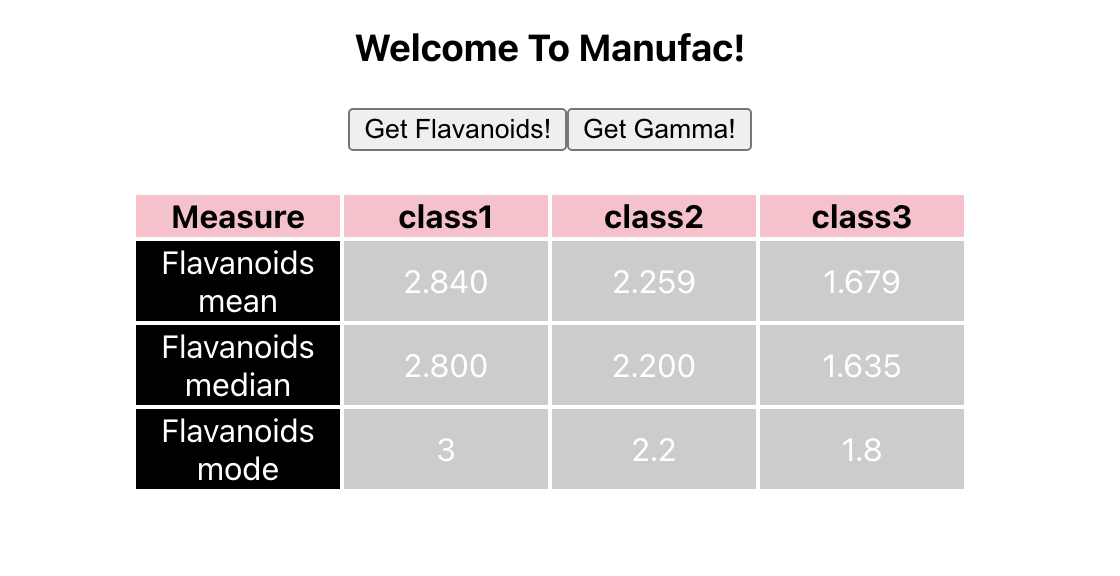 Welcome To Manufac!
Get Flavanoids! Get Gamma!
Measure class1 class2 class3
Flavanoids mean 2.840 2.259 1.679
Flavanoids median 2.800 2.200 1.635
Flavanoids mode 3 2.2 1.8